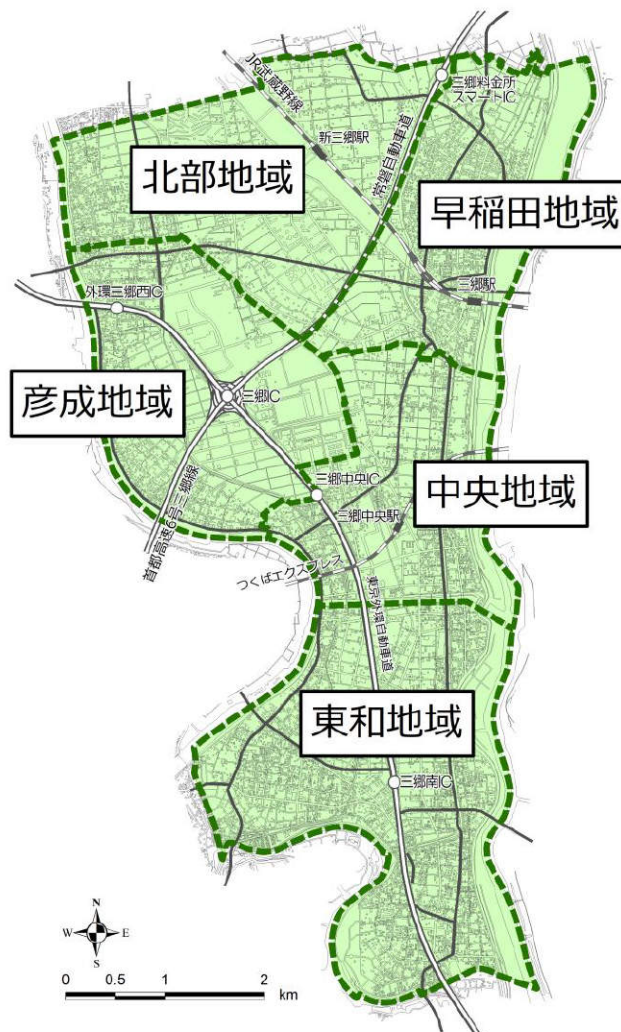 JR武蔵野線
三郷料金所
スマートIC
新三郷駅
常磐自動車道
北部地域
早稲田地域
外環三郷西IC
三郷駅
彦成地域
三郷IC
首都高速6号三郷線
三郷中央IC
中央地域
三郷中央駅
つくばエクスプレス
東京外環自動車道
東和地域
三郷南IC
N
W E
S
0 0.5 1 2
km